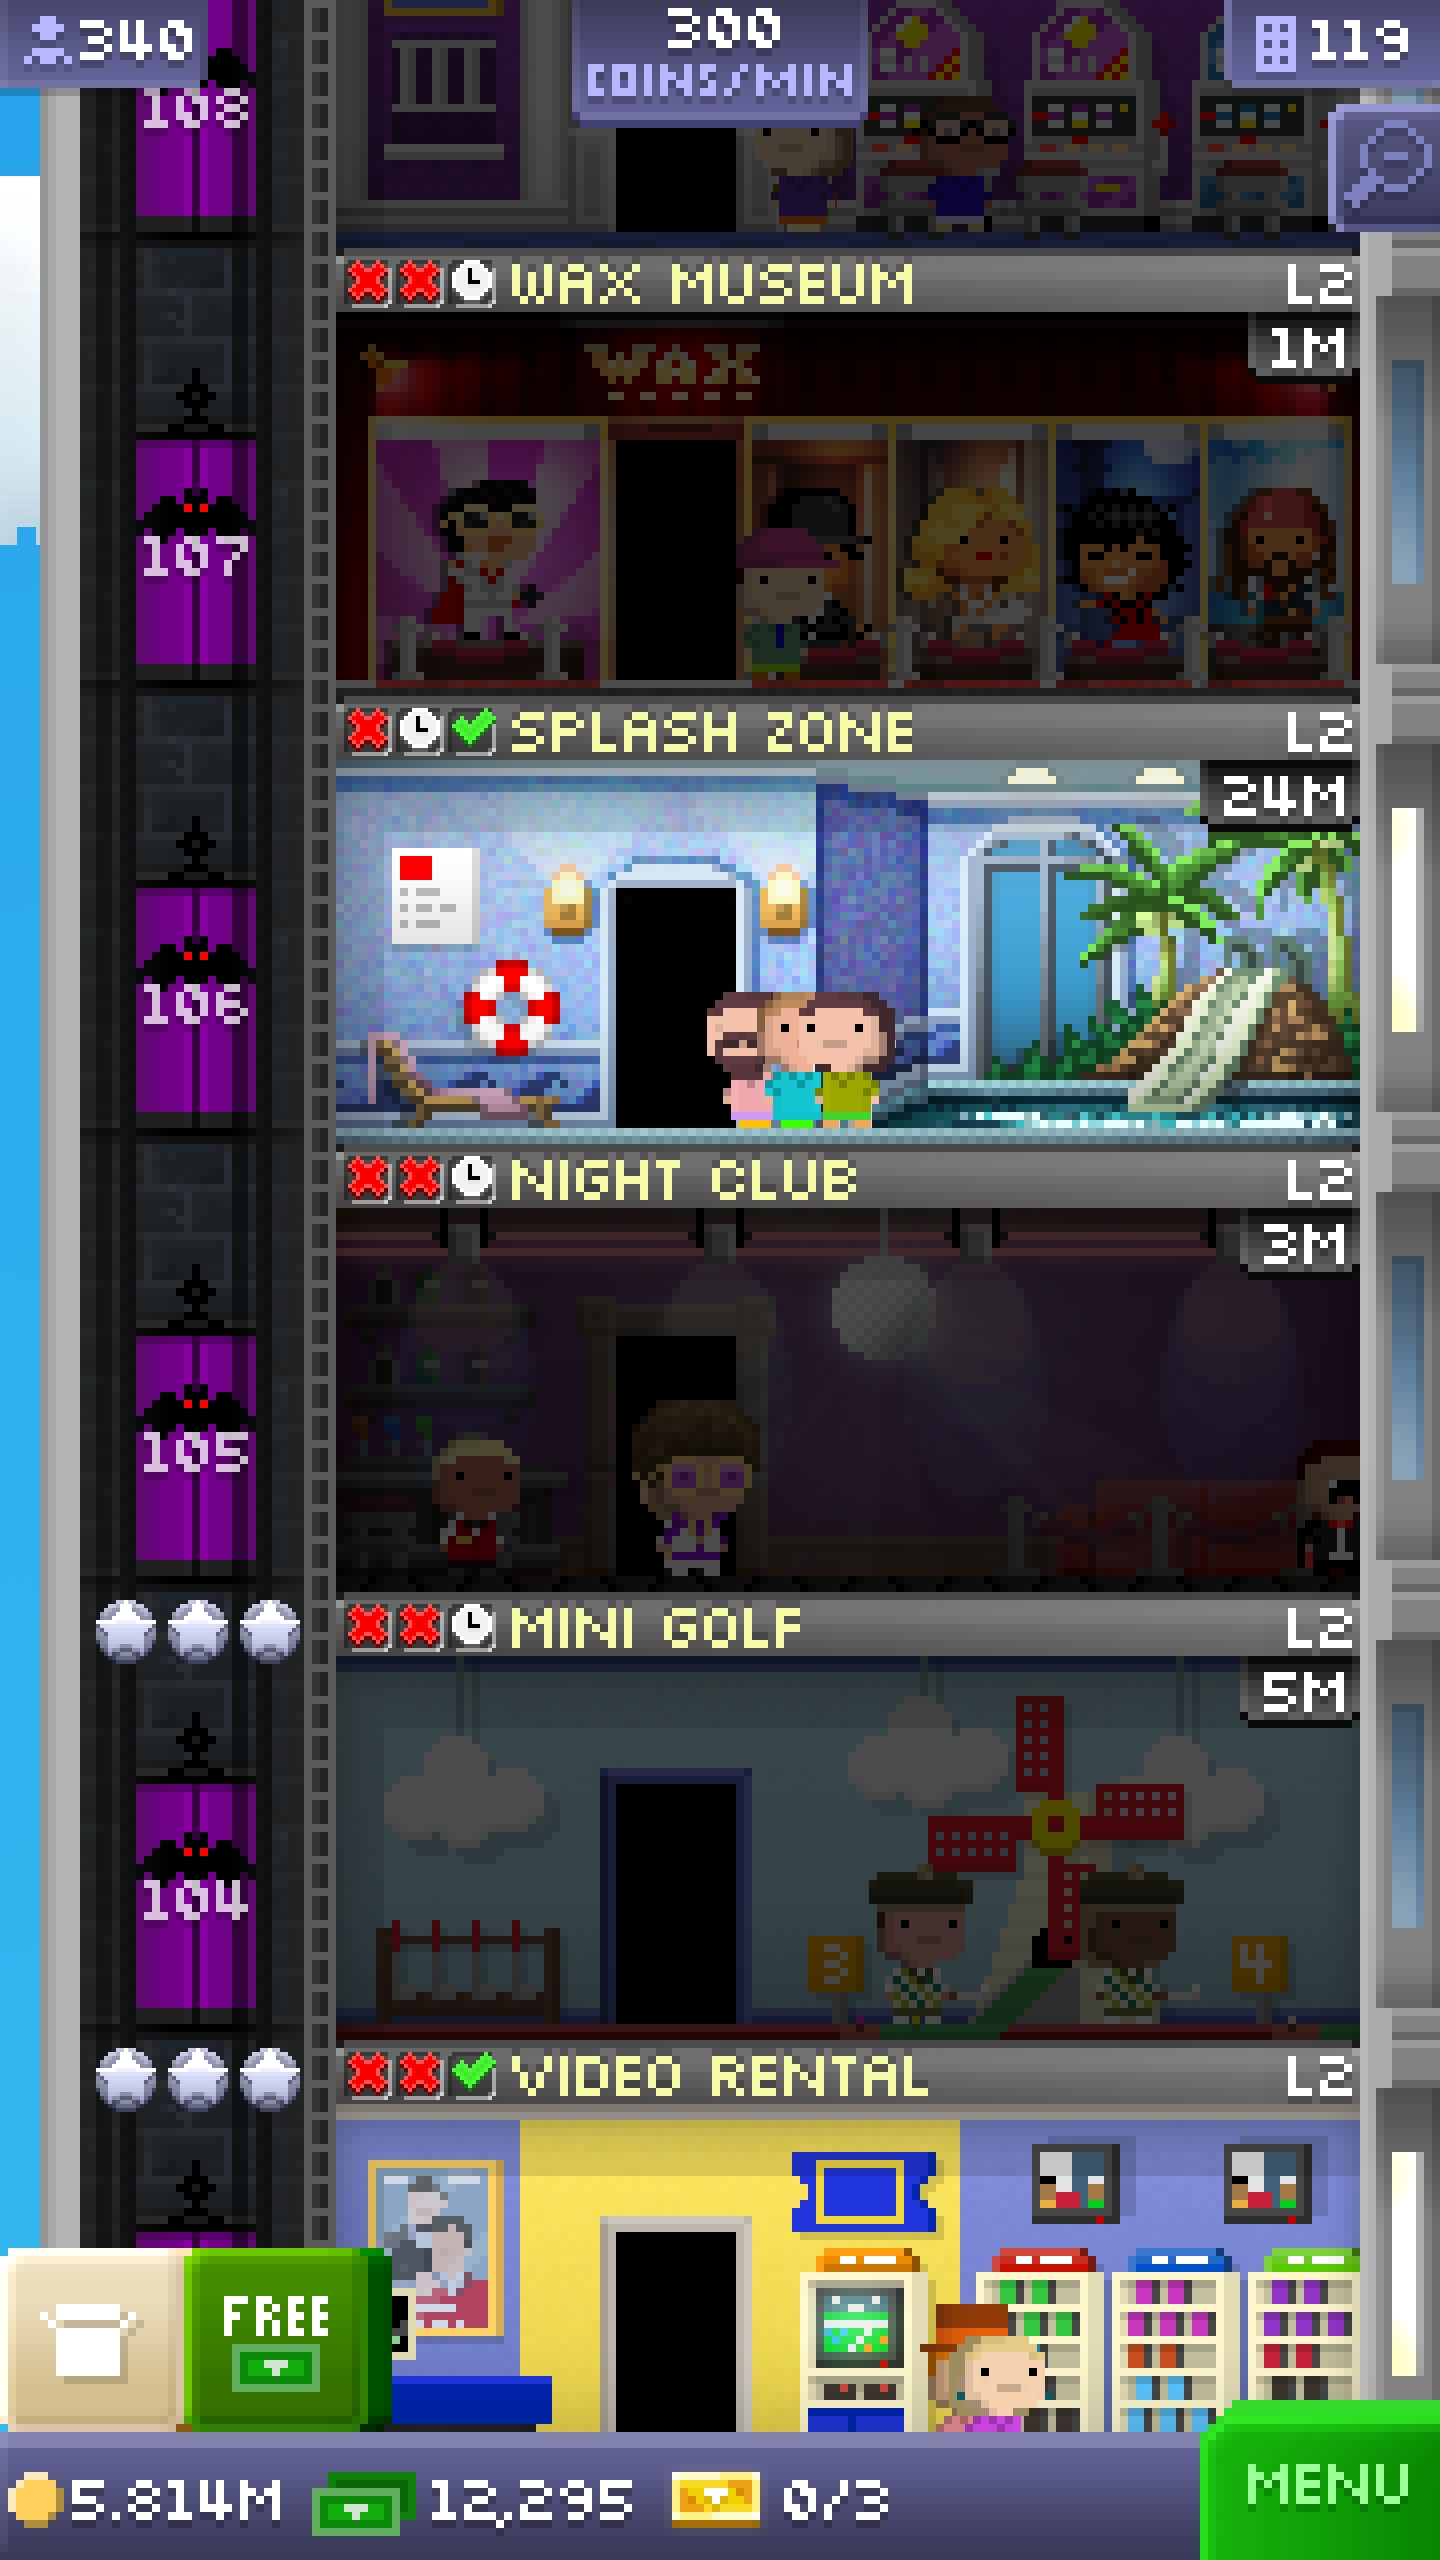 340
300
COINS/MIN
119
108
WAX MUSEUM L2
1M
WAX
107
SPLASH ZONE L2
24M
106
NIGHT CLUB L2
3M
105
MINI GOLF L2
5M
104
3 4
VIDEO RENTAL L2
FREE
5.814M 12,295 0/3
MENU